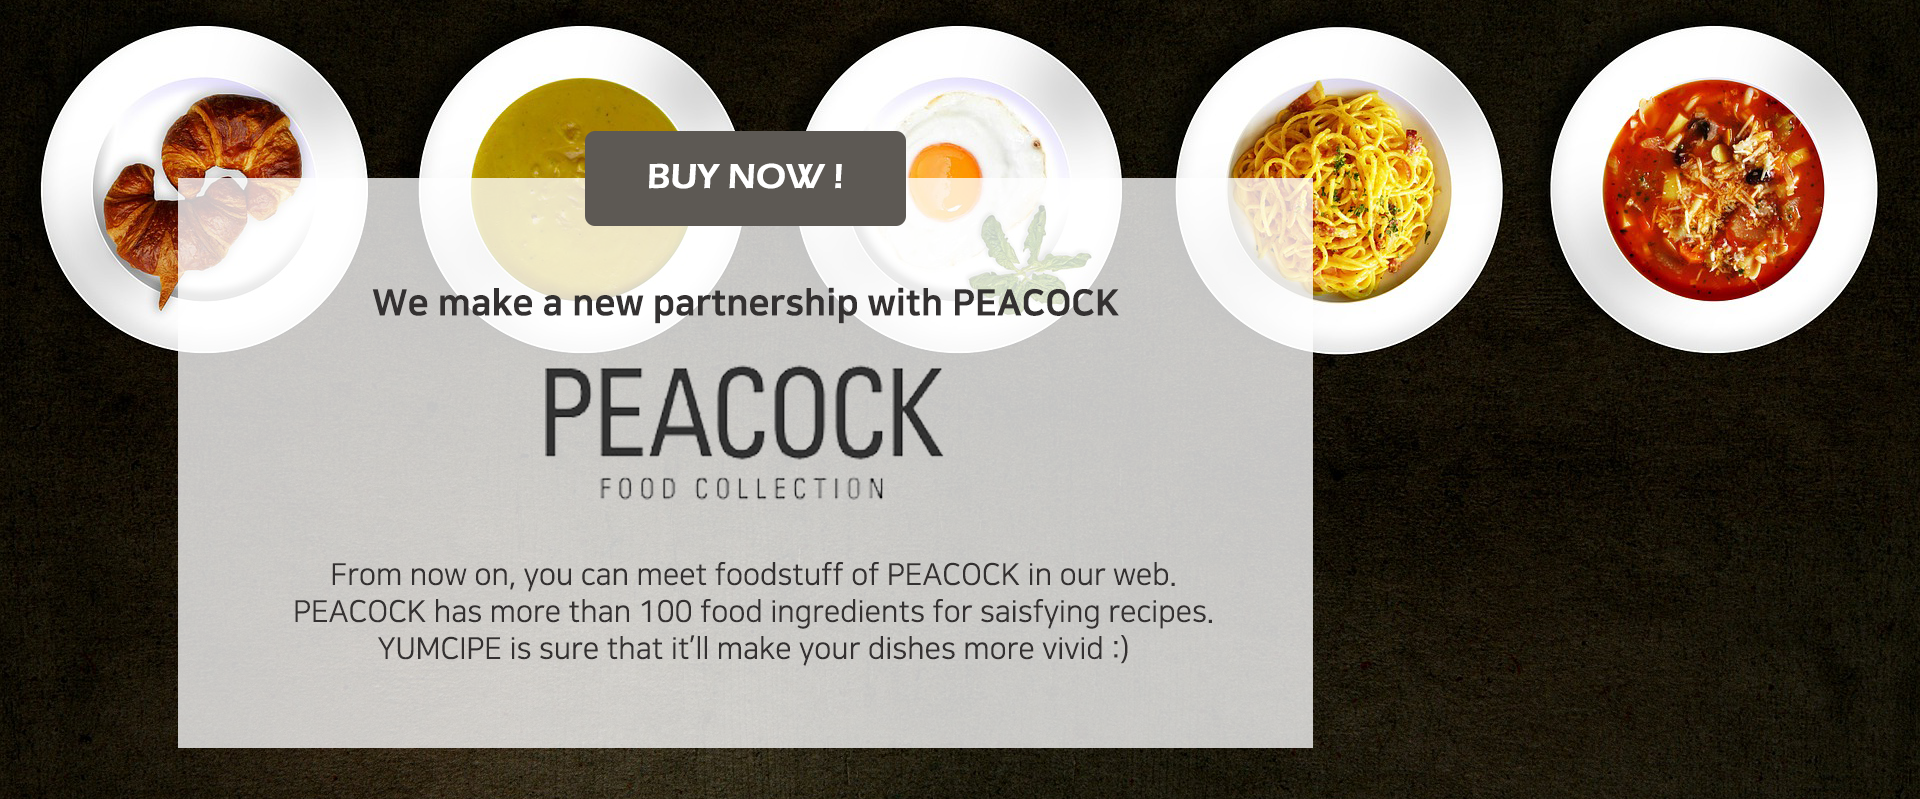 BUY NOW !
We make a new partnership with PEACOCK
PEACOCK
FOOD COLLECTION
From now on, you can meet foodstuff of PEACOCK in our web.
PEACOCK has more than 100 food ingredients for saisfying recipes.
YUMCIPE is sure that it'll make your dishes more vivid :)